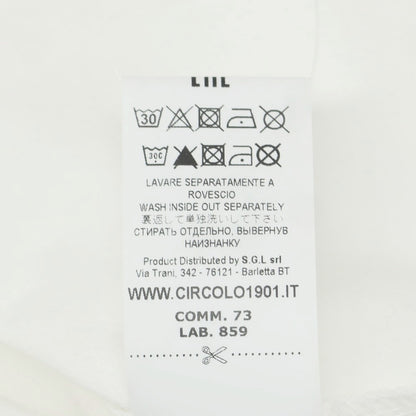 30
30C
LAVARE SEPARATAMENTE A
ROVESCIO
WASH INSIDE OUT SEPARATELY
裏返して単独洗いして下さい
СТИРАТЬ ОТДЕЛЬНО, ВЫВЕРНУВ
НАИЗНАНКУ
Product Distributed by S.G.L srl
Via Trani, 342 - 76121 - Barletta BT
WWW.CIRCOLO1901.IT
COMM. 73
LAB. 859